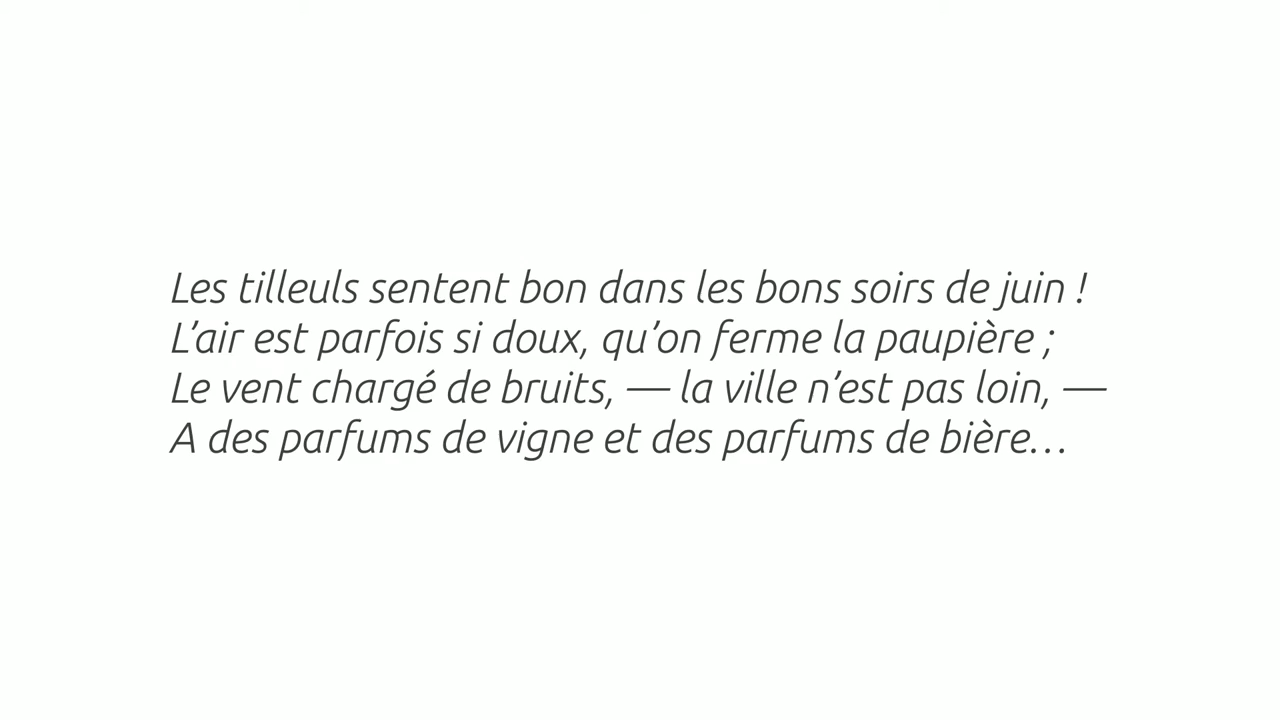 Les tilleuls sentent bon dans les bons soirs de juin !
L’air est parfois si doux, qu’on ferme la paupière ;
Le vent chargé de bruits, — la ville n’est pas loin, —
A des parfums de vigne et des parfums de bière…